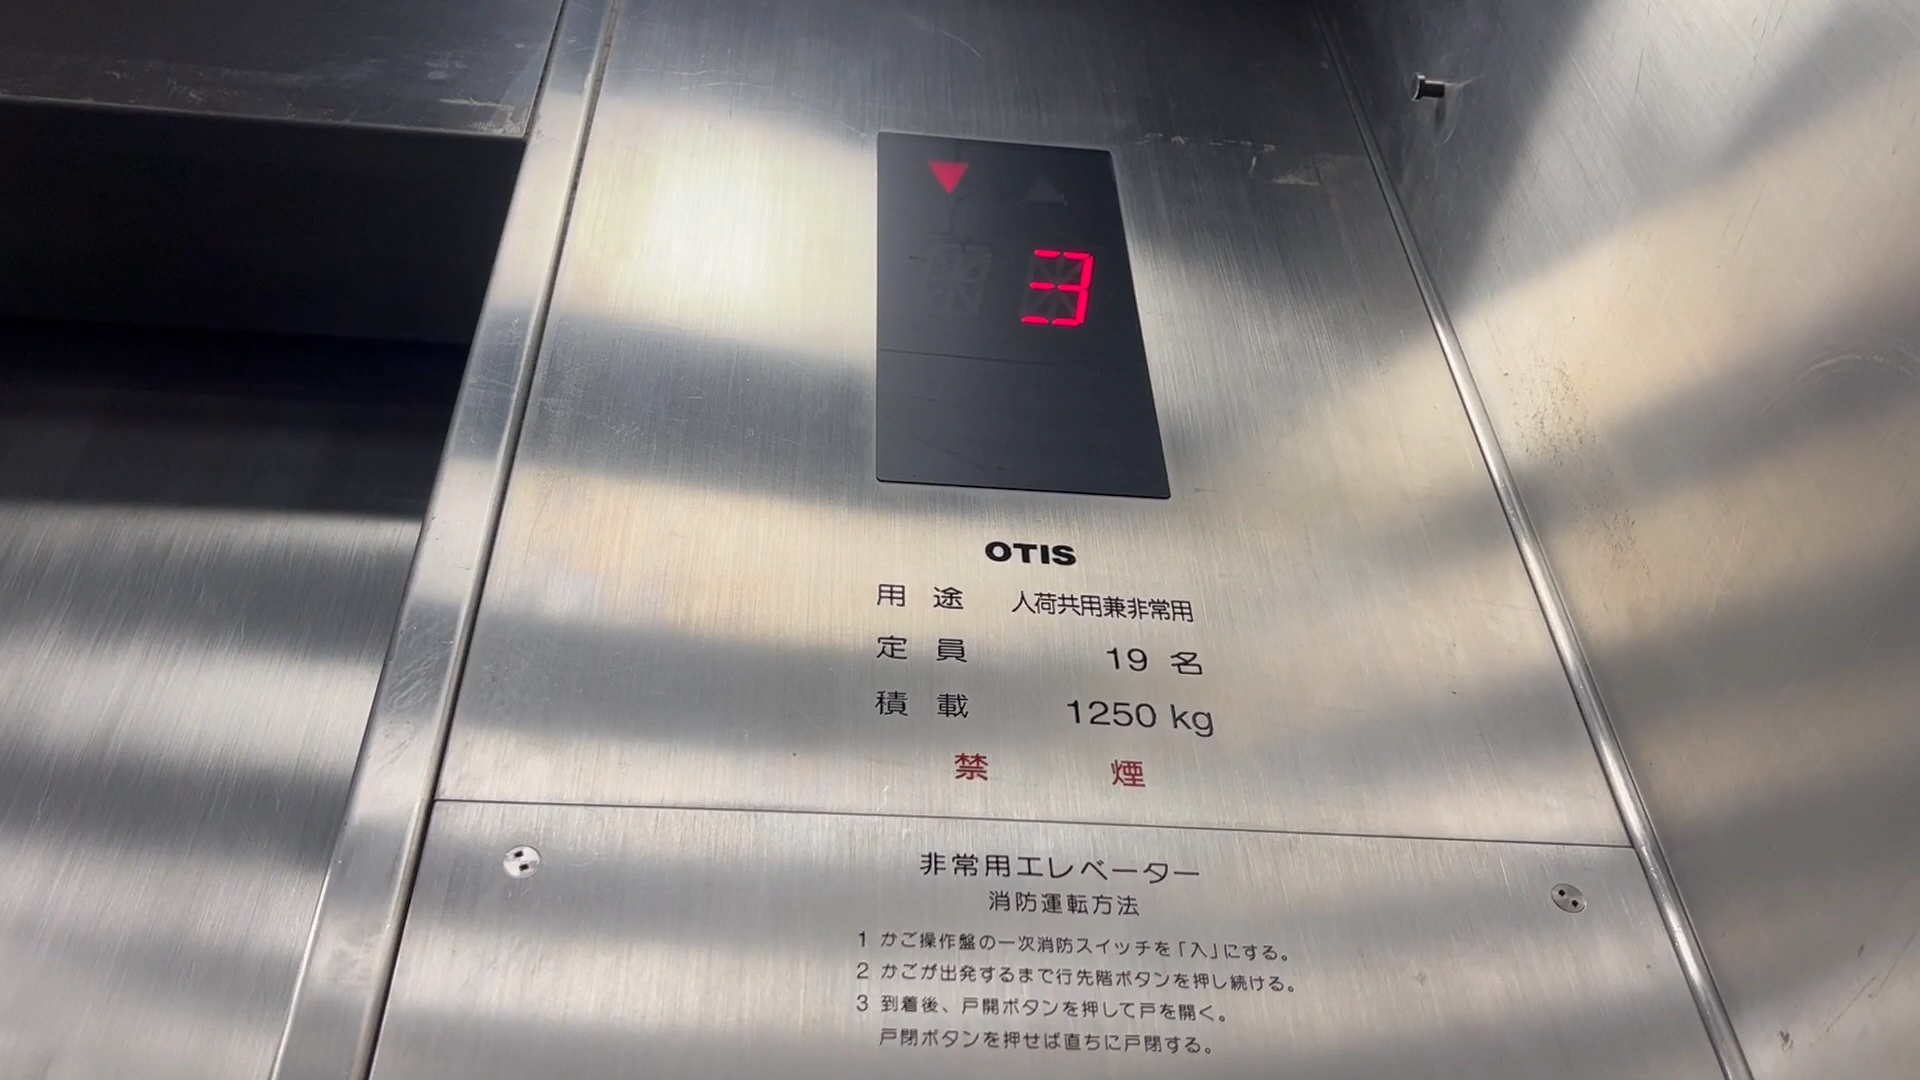 3
OTIS
用途 人荷共用兼非常用
定員 19 名
積載 1250 kg
禁煙
非常用エレベーター
消防運転方法
1 かご操作盤の一次消防スイッチを「入」にする。
2 かごが出発するまで行先階ボタンを押し続ける。
3 到着後、戸開ボタンを押して戸を開く。
戸閉ボタンを押せば直ちに戸閉する。